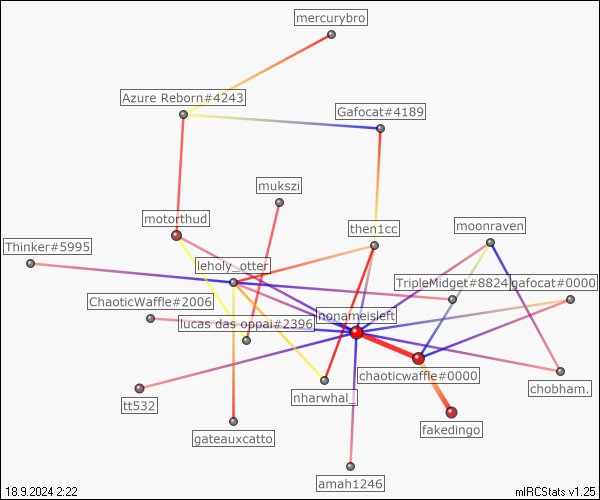 mercurybro
Azure Reborn#4243
Gafocat#4189
mukszi
motorthud
then1cc
moonraven
Thinker#5995
leholy_otter
TripleMidget#8824
gafocat#0000
ChaoticWaffle#2006
lucas das oppai#2396
nonameisleft
chaoticwaffle#0000
chobham.
tt532
nharwhal_
fakedingo
gateauxcatto
amah1246
18.9.2024 2:22
mIRCStats v1.25